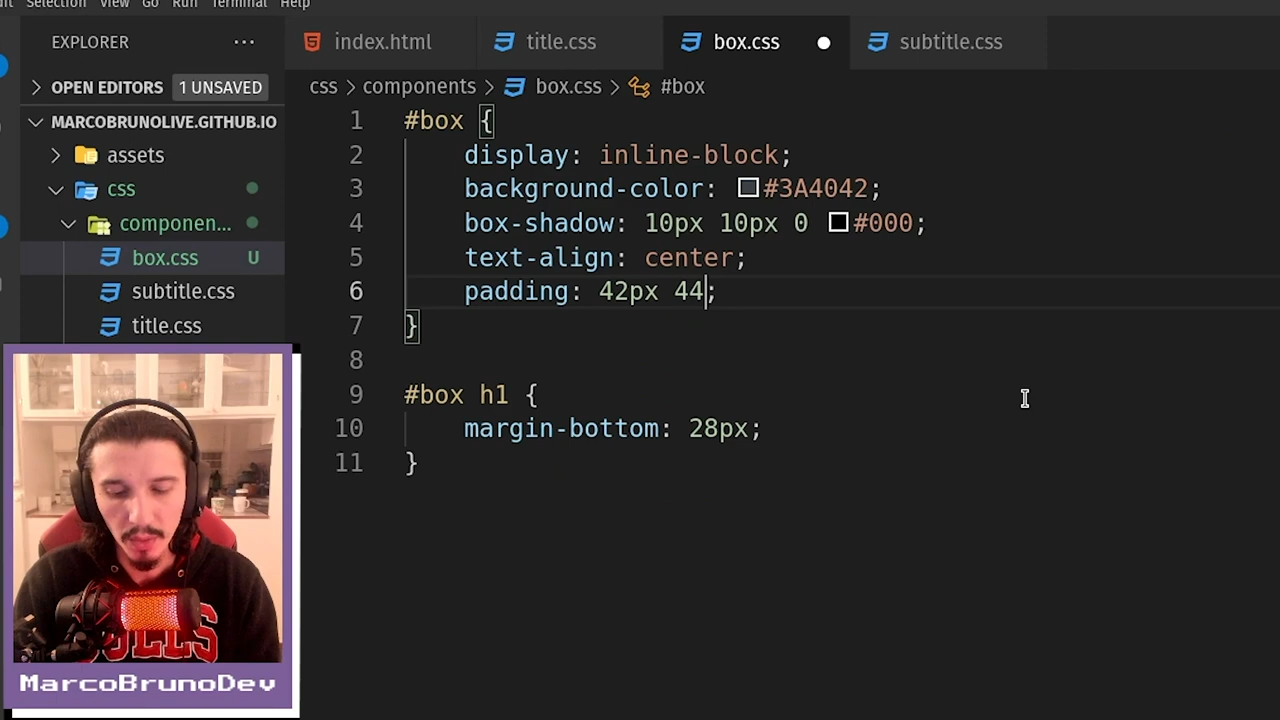 Selection View Go Run Terminal Help
EXPLORER ···
index.html
title.css
box.css
subtitle.css
OPEN EDITORS 1 UNSAVED
css > components > box.css > #box
MARCOBRUNOLIVE.GITHUB.IO
assets
css
componen...
box.css U
subtitle.css
title.css
1 #box {
2 display: inline-block;
3 background-color: #3A4042;
4 box-shadow: 10px 10px 0 #000;
5 text-align: center;
6 padding: 42px 44;
7 }
8
9 #box h1 {
10 margin-bottom: 28px;
11 }
MarcoBrunoDev